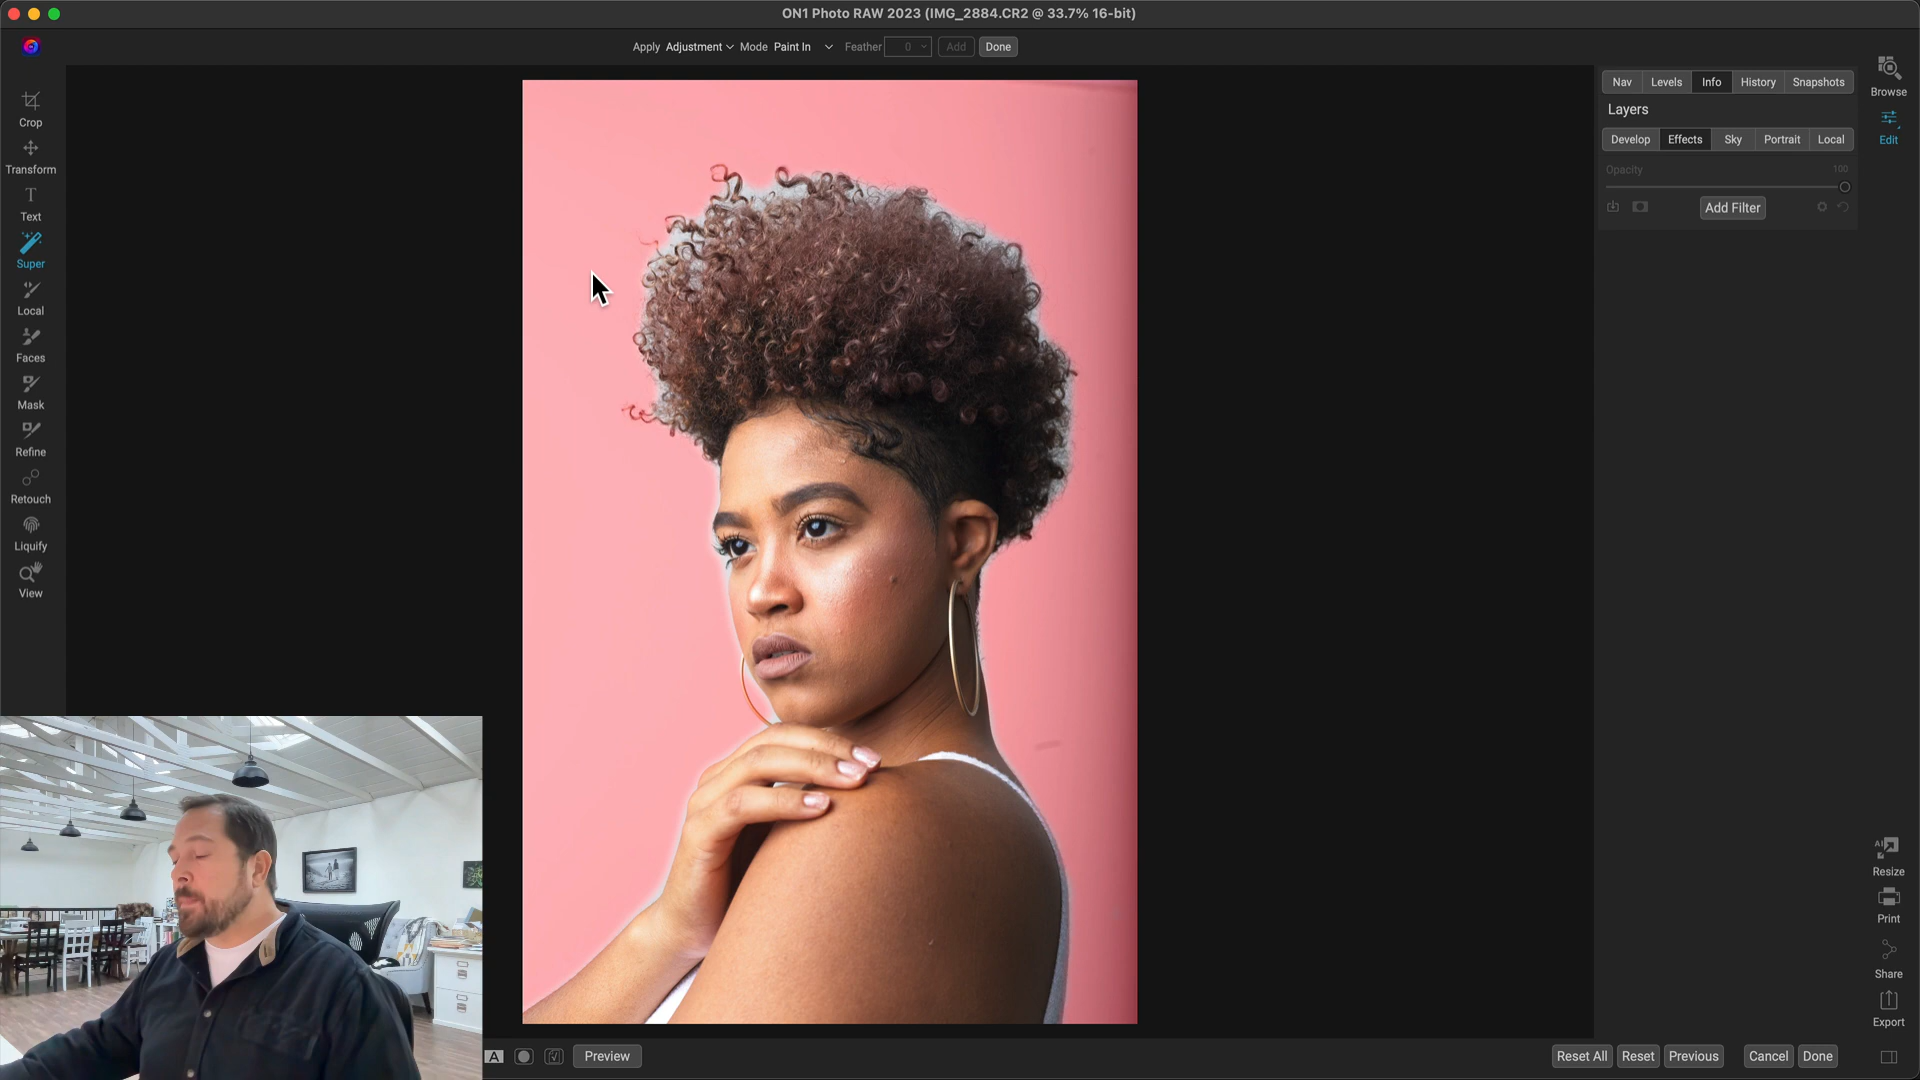 ON1 Photo RAW 2023 (IMG_2884.CR2 @ 33.7% 16-bit)
Apply Adjustment Mode Paint In Feather 0 Add Done
Crop
Transform
Text
Super
Local
Faces
Mask
Refine
Retouch
Liquify
View
Nav Levels Info History Snapshots
Layers
Develop Effects Sky Portrait Local
Opacity 100
Add Filter
Browse
Edit
AI
Resize
Print
Share
Export
A Preview
Reset All Reset Previous Cancel Done